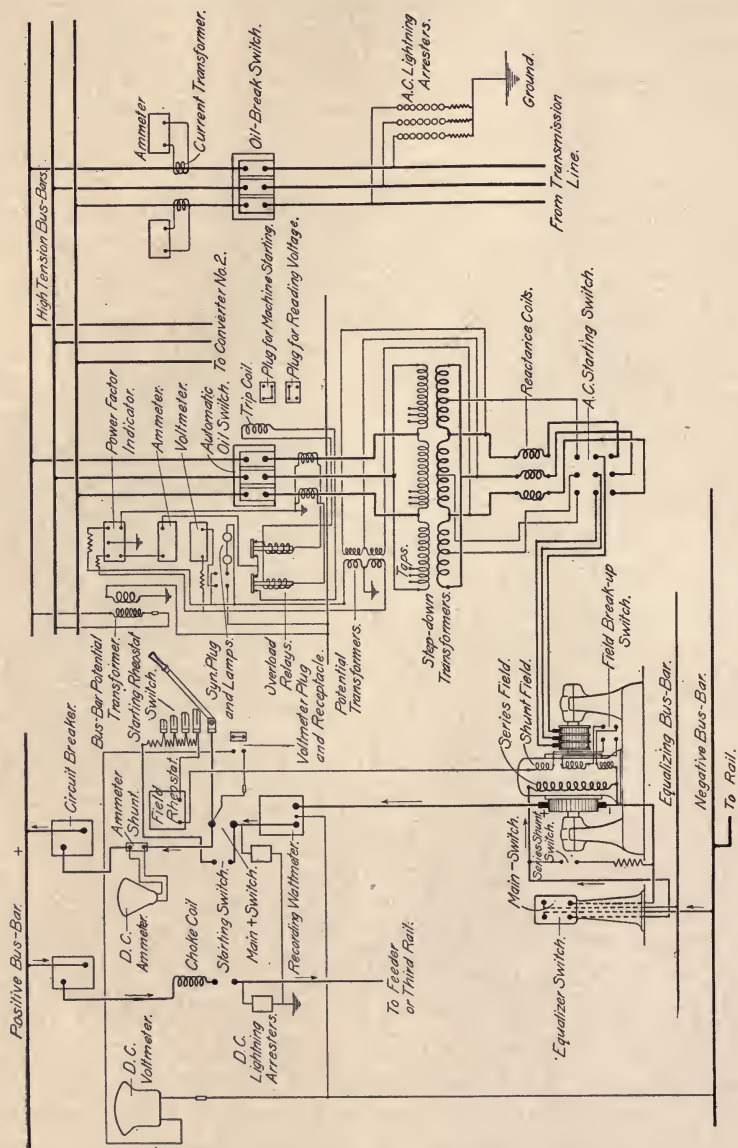 Positive Bus-Bar.
+
High Tension Bus-Bars.
Circuit Breaker.
Bus-Bar Potential
Transformer.
Starting Rheostat
Switch.
Power Factor
Indicator.
Ammeter.
Voltmeter.
Automatic
Oil Switch.
To Converter No.2.
Ammeter
Current Transformer.
Oil-Break Switch.
Plug for Machine Starting.
Plug for Reading Voltage.
Trip Coil.
A.C. Lightning
Arresters.
Ground.
From Transmission
Line.
D.C.
Voltmeter.
D.C.
Ammeter.
Ammeter
Shunt.
Field
Rheostat.
Syn. Plug
and Lamps.
Overload
Relays.
Voltmeter Plug
and Receptacle.
Choke Coil
Starting Switch.
Main + Switch.
Recording Wattmeter.
D.C.
Lightning
Arresters.
To Feeder
or Third Rail.
Potential
Transformers.
Taps.
Step-down
Transformers.
Reactance Coils.
A.C. Starting Switch.
Series Field.
Shunt Field.
Field Break-up
Switch.
Main - Switch.
Series Shunt
Switch.
+
-
Equalizer Switch.
Equalizing Bus-Bar.
Negative Bus-Bar.
To Rail.